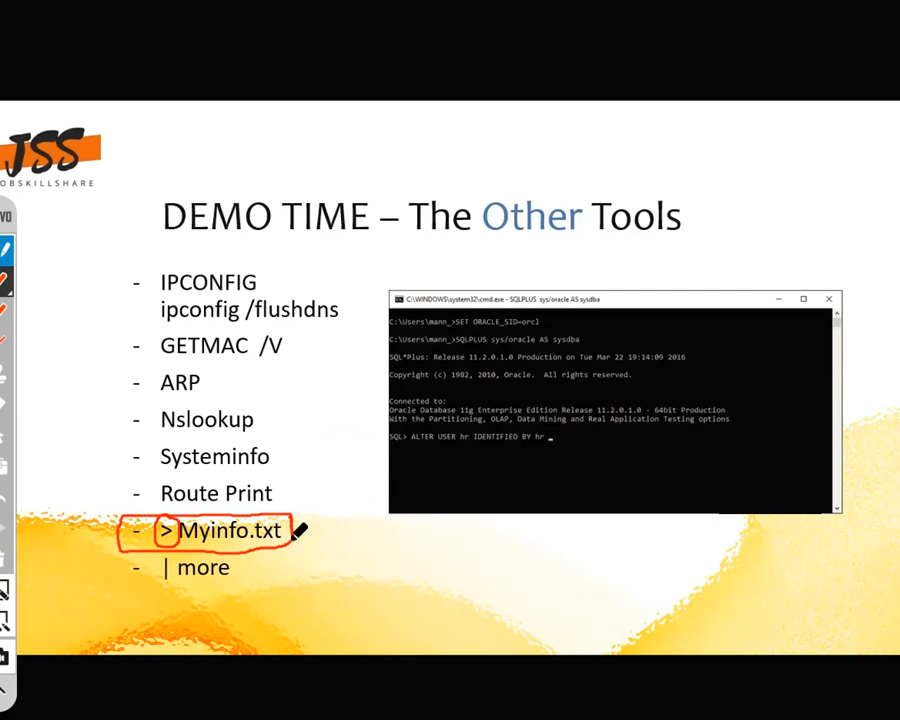 JSS
OBSKILLSHARE
VO
DEMO TIME – The Other Tools
- IPCONFIG
ipconfig /flushdns
- GETMAC /V
- ARP
- Nslookup
- Systeminfo
- Route Print
- > Myinfo.txt
- | more
C:\WINDOWS\system32\cmd.exe - SQLPLUS sys/oracle AS sysdba
C:\Users\mann_>SET ORACLE_SID=orcl
C:\Users\mann_>SQLPLUS sys/oracle AS sysdba
SQL*Plus: Release 11.2.0.1.0 Production on Tue Mar 22 19:14:09 2016
Copyright (c) 1982, 2010, Oracle. All rights reserved.
Connected to:
Oracle Database 11g Enterprise Edition Release 11.2.0.1.0 - 64bit Production
With the Partitioning, OLAP, Data Mining and Real Application Testing options
SQL> ALTER USER hr IDENTIFIED BY hr _